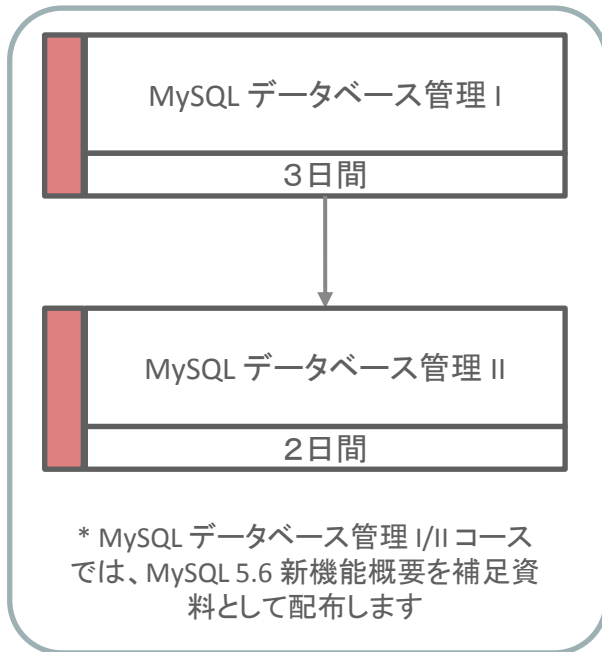 MySQL データベース管理 I
3日間
MySQL データベース管理 II
2日間
* MySQL データベース管理 I/II コース
では、MySQL 5.6 新機能概要を補足資
料として配布します